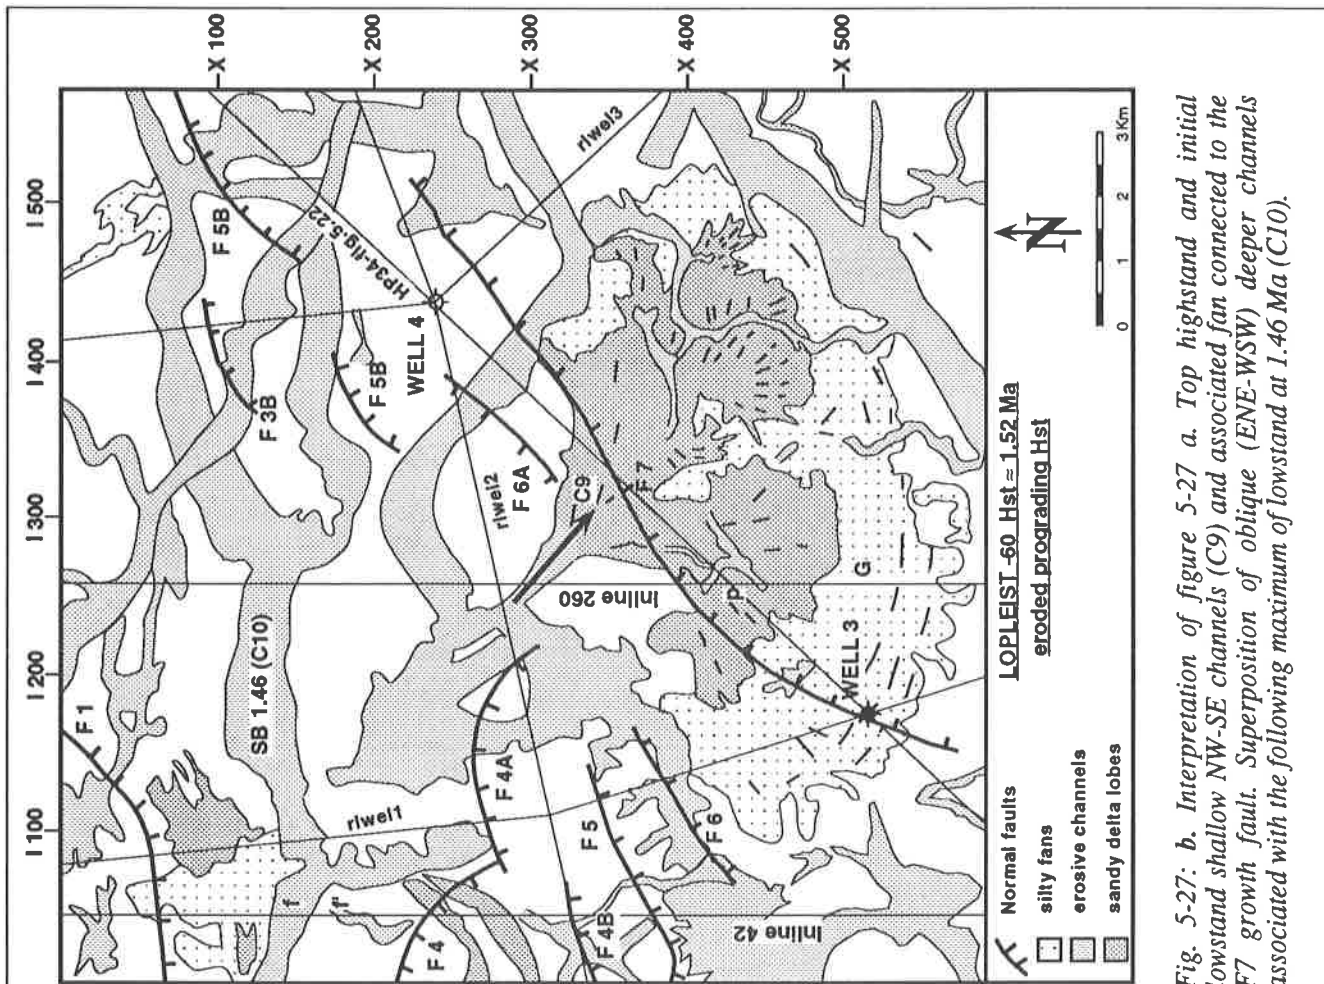 I 100
I 200
I 300
I 400
I 500
X 100
X 200
X 300
X 400
X 500
F 1
F 5B
F 3B
HP34-fig.5.22
SB 1.46 (C10)
F 5B
WELL 4
rlwel1
rlwel2
rlwel3
F 6A
C9
f
f'
F 4
F 4A
Inline 260
F 7
F 4B
F 5
F 6
p
A
G
WELL 3
Inline 42
Normal faults
silty fans
erosive channels
sandy delta lobes
LOPLEIST-60 Hst ≈ 1.52 Ma
eroded prograding Hst
N
0 1 2 3 Km
Fig. 5-27: b. Interpretation of figure 5-27 a. Top highstand and initial
lowstand shallow NW-SE channels (C9) and associated fan connected to the
F7 growth fault. Superposition of oblique (ENE-WSW) deeper channels
associated with the following maximum of lowstand at 1.46 Ma (C10).